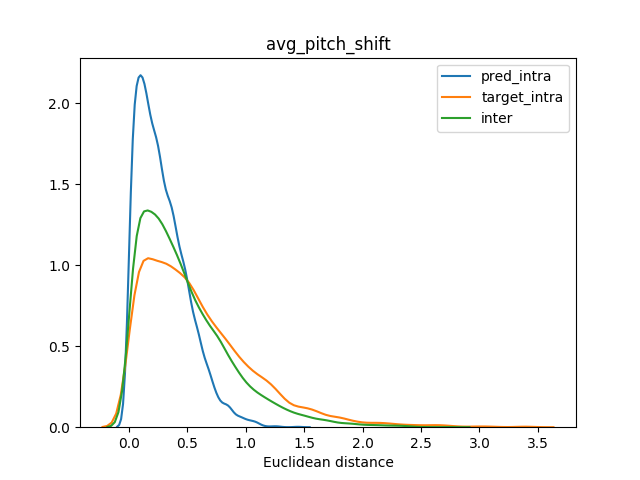 avg_pitch_shift
pred_intra
target_intra
inter
2.0
1.5
1.0
0.5
0.0
0.0 0.5 1.0 1.5 2.0 2.5 3.0 3.5
Euclidean distance